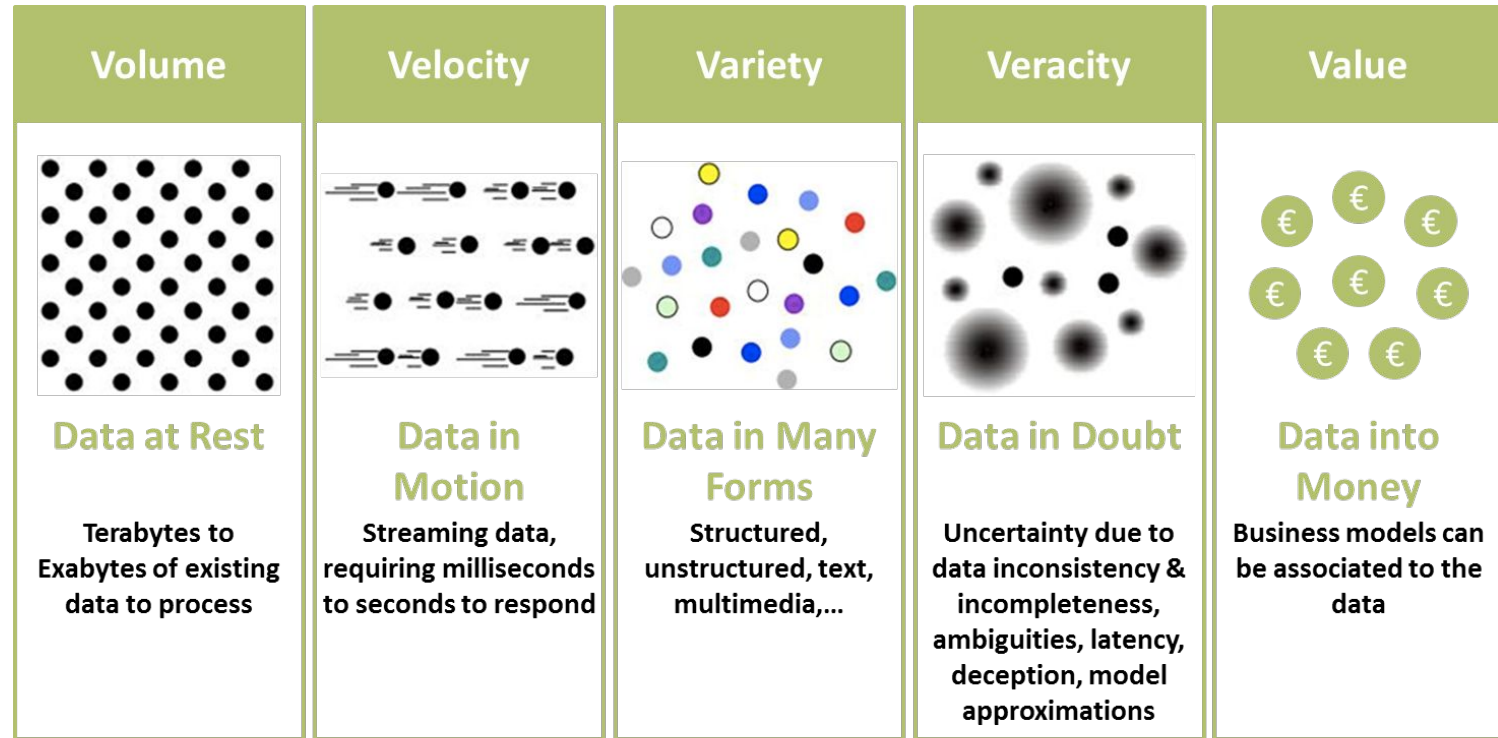 Volume
Data at Rest
Terabytes to
Exabytes of existing
data to process
Velocity
Data in
Motion
Streaming data,
requiring milliseconds
to seconds to respond
Variety
Data in Many
Forms
Structured,
unstructured, text,
multimedia,...
Veracity
Data in Doubt
Uncertainty due to
data inconsistency &
incompleteness,
ambiguities, latency,
deception, model
approximations
Value
€
€ €
€ € €
€ €
Data into
Money
Business models can
be associated to the
data